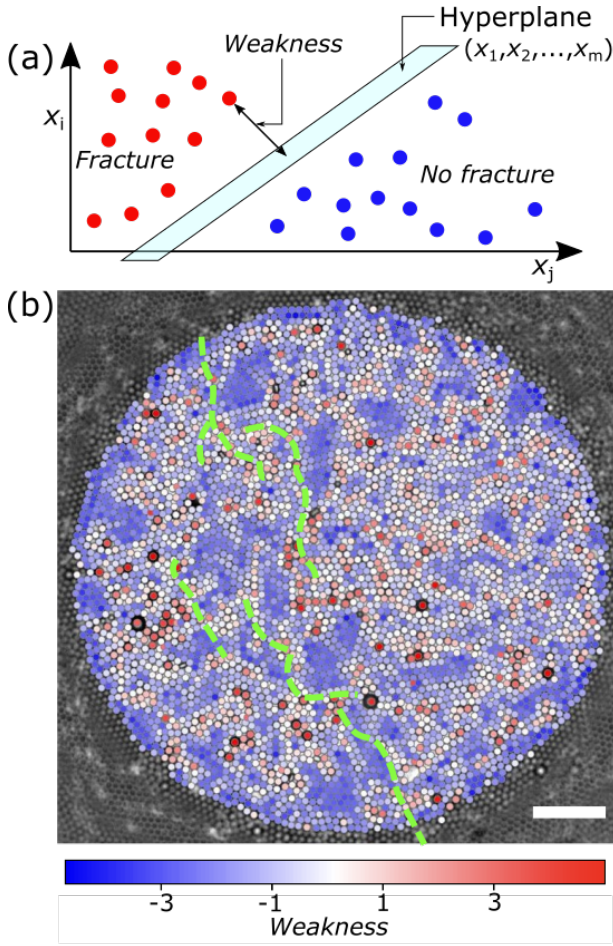 (a)
Weakness
Hyperplane
(x₁,x₂,...,xₘ)
xᵢ
Fracture
No fracture
xⱼ
(b)
-3 -1 1 3
Weakness